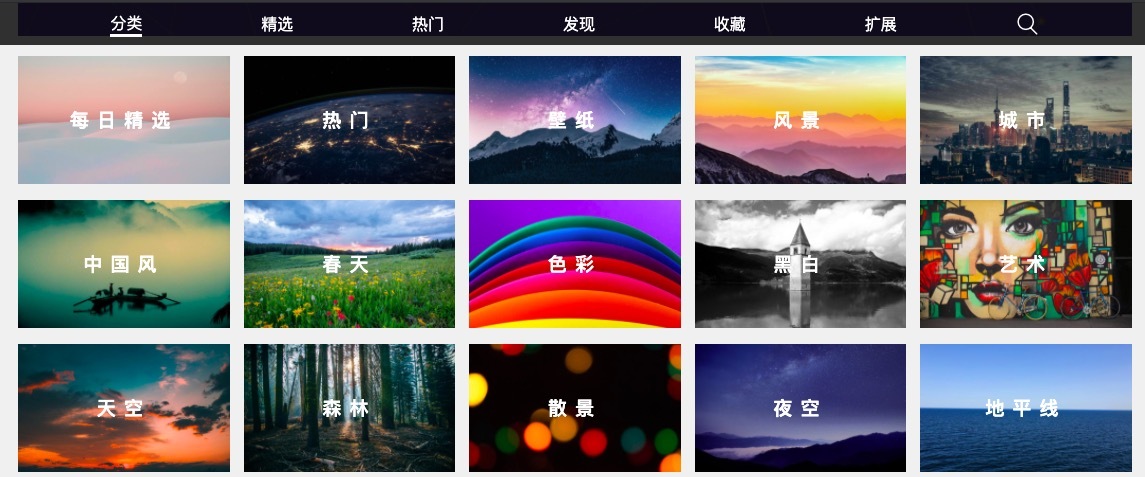 分类 精选 热门 发现 收藏 扩展
每日精选 热门 壁纸 风景 城市
中国风 春天 色彩 黑白 艺术
天空 森林 散景 夜空 地平线